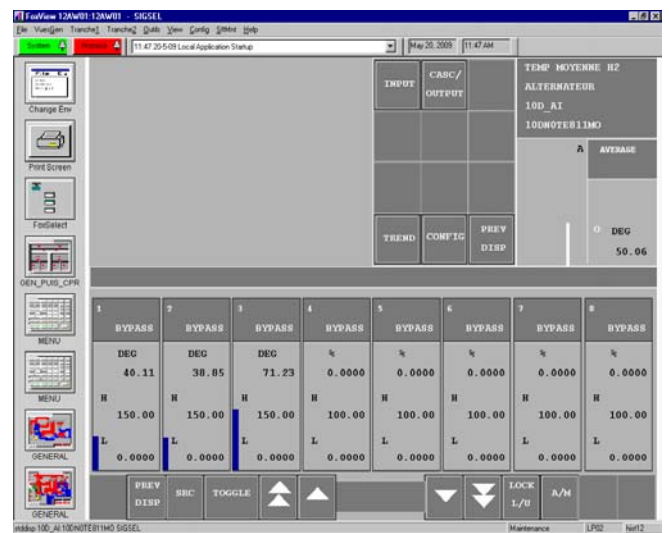 FoxView 12AW01:12AW01 - SIGSEL
File VuesGen Tranche1 Tranche2 Outils View Config SftMnt Help
System
11:47 20-5-09 Local Application Startup
May 20, 2009
11:47 AM
Change Env
Print Screen
FoxSelect
GEN_PUIS_CPR
MENU
MENU
GENERAL
GENERAL
INPUT
CASC/
OUTPUT
TREND
CONFIG
PREV
DISP
TEMP MOYENNE H2
ALTERNATEUR
10D_AI
10DNOTE811MO
A
AVERAGE
O DEG
50.06
1 2 3 4 5 6 7 8
BYPASS BYPASS BYPASS BYPASS BYPASS BYPASS BYPASS BYPASS
DEG DEG DEG % % % % %
40.11 38.85 71.23 0.0000 0.0000 0.0000 0.0000 0.0000
H H H H H H H H
150.00 150.00 150.00 100.00 100.00 100.00 100.00 100.00
L L L L L L L L
0.0000 0.0000 0.0000 0.0000 0.0000 0.0000 0.0000 0.0000
PREV
DISP
SRC
TOGGLE
LOCK
L/U
A/M
stddisp 10D_AI:10DNOTE811MO SIGSEL
Maintenance
LP02
hist12